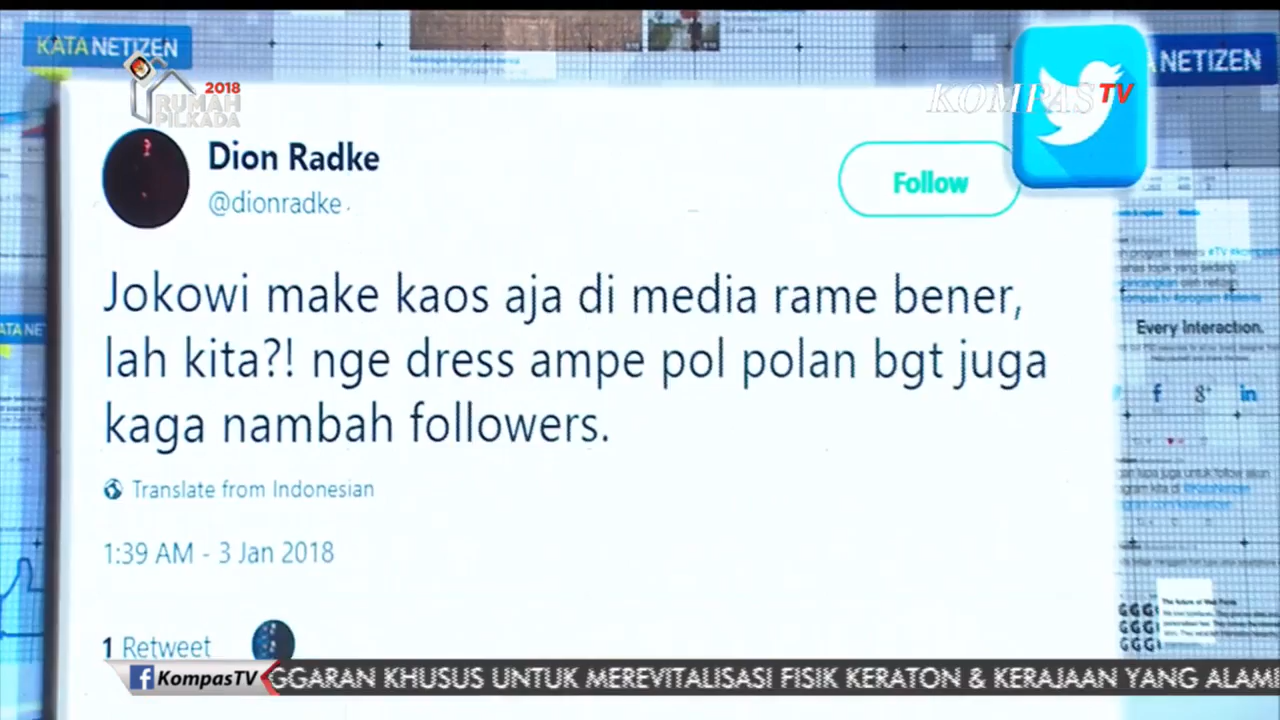 KATA NETIZEN
2018
RUMAH
PILKADA
KOMPAS TV
NETIZEN
Dion Radke
@dionradke
Follow
Jokowi make kaos aja di media rame bener,
lah kita?! nge dress ampe pol polan bgt juga
kaga nambah followers.
Translate from Indonesian
1:39 AM - 3 Jan 2018
1 Retweet
Every Interaction.
f g+ in
f KompasTV
GGARAN KHUSUS UNTUK MEREVITALISASI FISIK KERATON & KERAJAAN YANG ALAMI